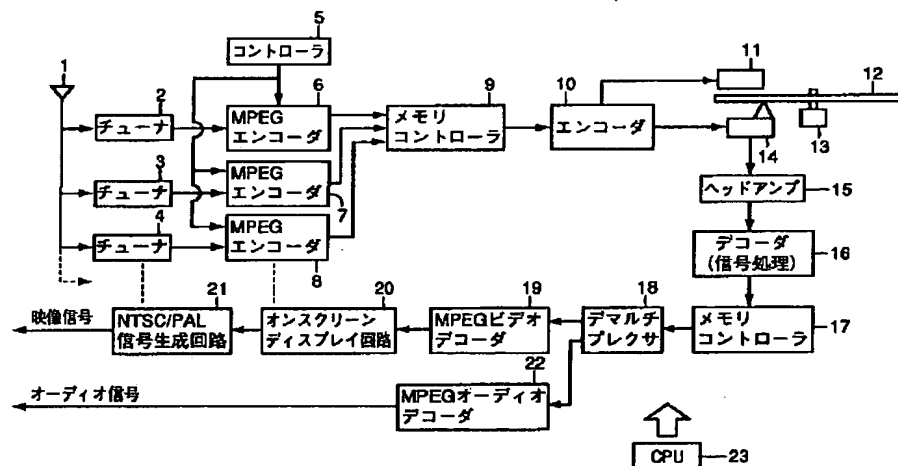 5
コントローラ
1
2
チューナ
6
MPEG
エンコーダ
9
メモリ
コントローラ
10
エンコーダ
11
12
13
14
3
チューナ
MPEG
エンコーダ
7
4
チューナ
MPEG
エンコーダ
8
ヘッドアンプ
15
デコーダ
(信号処理)
16
映像信号
21
NTSC/PAL
信号生成回路
20
オンスクリーン
ディスプレイ回路
19
MPEGビデオ
デコーダ
18
デマルチ
プレクサ
メモリ
コントローラ
17
オーディオ信号
22
MPEGオーディオ
デコーダ
CPU
23